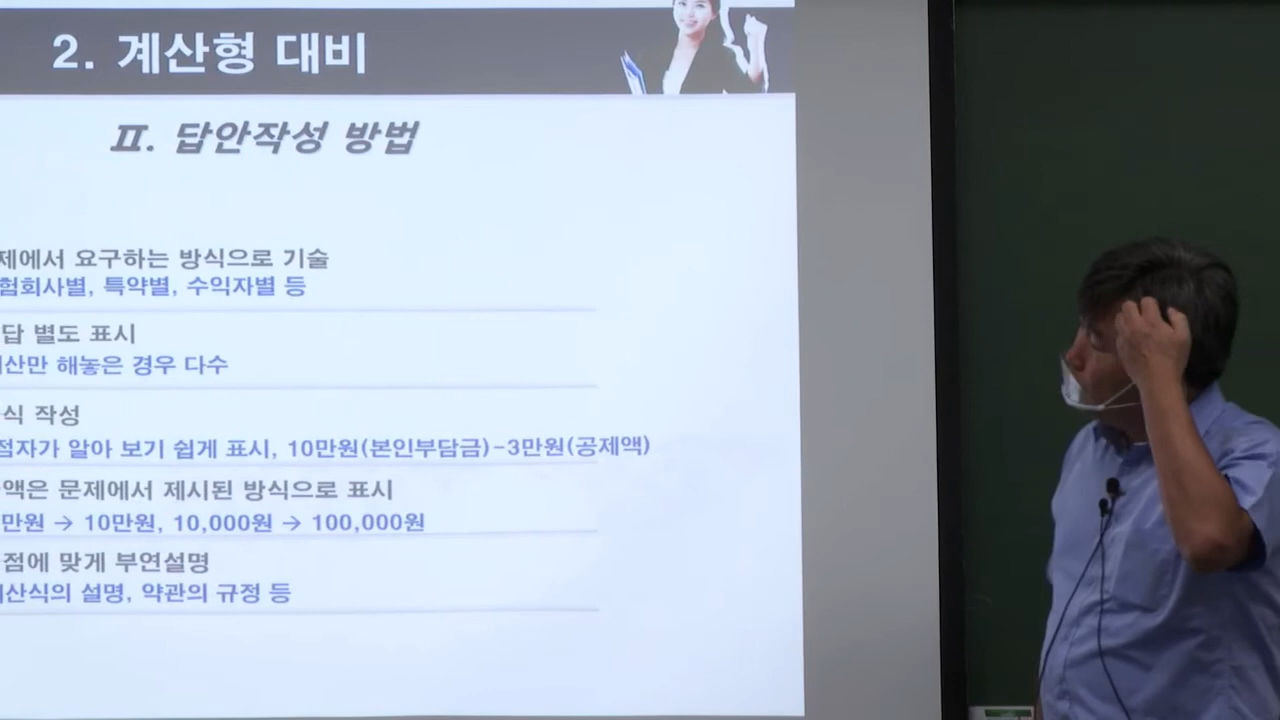 2. 계산형 대비
Ⅱ. 답안작성 방법
제에서 요구하는 방식으로 기술
험회사별, 특약별, 수익자별 등
답 별도 표시
산만 해놓은 경우 다수
식 작성
점자가 알아 보기 쉽게 표시, 10만원(본인부담금)-3만원(공제액)
액은 문제에서 제시된 방식으로 표시
만원 → 10만원, 10,000원 → 100,000원
점에 맞게 부연설명
산식의 설명, 약관의 규정 등